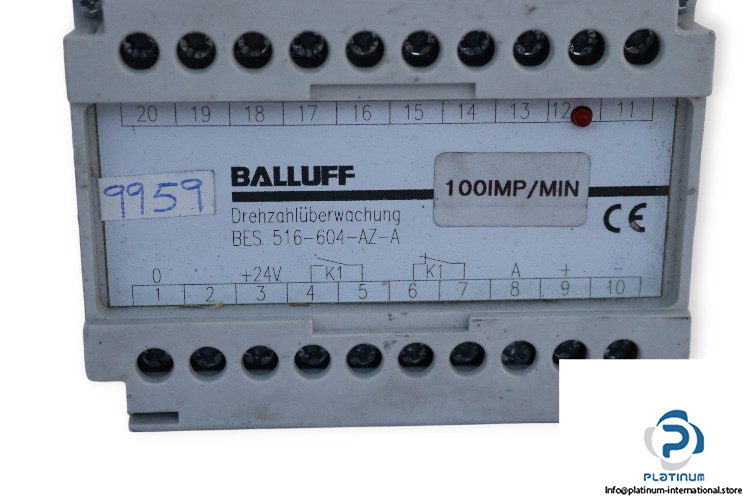 20 19 18 17 16 15 14 13 12 11
9959
BALLUFF
100IMP/MIN
Drehzahlüberwachung
BES. 516-604-AZ-A
CE
0 +24V K1 K1 A + -
1 2 3 4 5 6 7 8 9 10
PLATINUM
Info@platinum-international.store